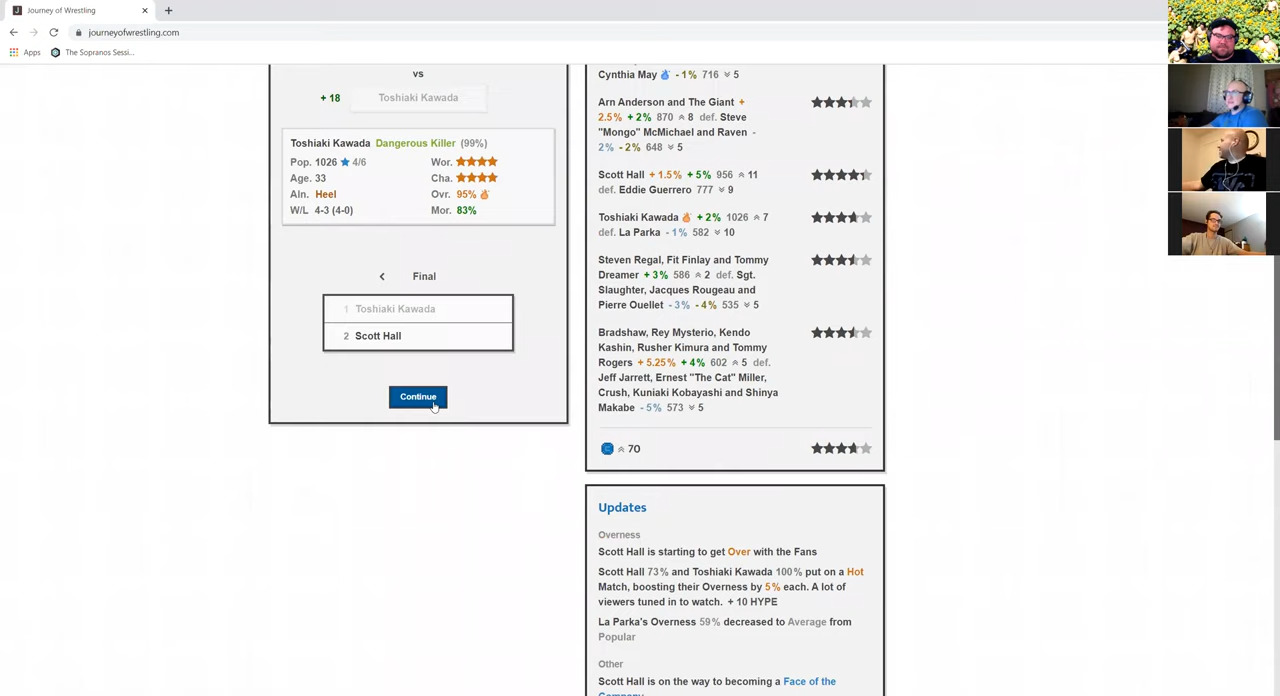 Journey of Wrestling
journeyofwrestling.com
Apps
The Sopranos Sessi...
vs
+ 18 Toshiaki Kawada
Toshiaki Kawada Dangerous Killer (99%)
Pop. 1026 4/6 Wor.
Age. 33 Cha.
Aln. Heel Ovr. 95%
W/L 4-3 (4-0) Mor. 83%
Final
1 Toshiaki Kawada
2 Scott Hall
Continue
Cynthia May - 1% 716 5
Arn Anderson and The Giant +
2.5% + 2% 870 8 def. Steve
"Mongo" McMichael and Raven -
2% - 2% 648 5
Scott Hall + 1.5% + 5% 956 11
def. Eddie Guerrero 777 9
Toshiaki Kawada + 2% 1026 7
def. La Parka - 1% 582 10
Steven Regal, Fit Finlay and Tommy
Dreamer + 3% 586 2 def. Sgt.
Slaughter, Jacques Rougeau and
Pierre Ouellet - 3% - 4% 535 5
Bradshaw, Rey Mysterio, Kendo
Kashin, Rusher Kimura and Tommy
Rogers + 5.25% + 4% 602 5 def.
Jeff Jarrett, Ernest "The Cat" Miller,
Crush, Kuniaki Kobayashi and Shinya
Makabe - 5% 573 5
70
Updates
Overness
Scott Hall is starting to get Over with the Fans
Scott Hall 73% and Toshiaki Kawada 100% put on a Hot
Match, boosting their Overness by 5% each. A lot of
viewers tuned in to watch. + 10 HYPE
La Parka's Overness 59% decreased to Average from
Popular
Other
Scott Hall is on the way to becoming a Face of the
Company